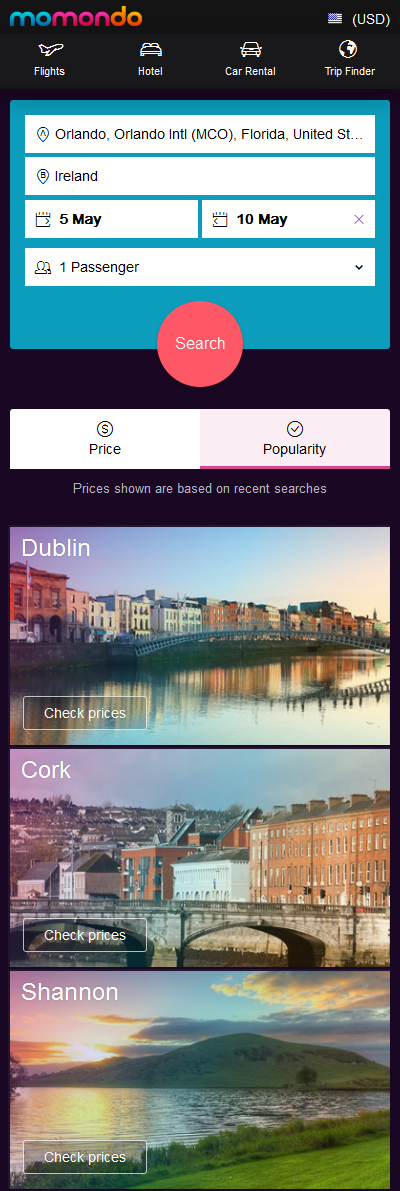 momondo
(USD)
Flights
Hotel
Car Rental
Trip Finder
Orlando, Orlando Intl (MCO), Florida, United St...
Ireland
5 May
10 May
1 Passenger
Search
Price
Popularity
Prices shown are based on recent searches
Dublin
Check prices
Cork
Check prices
Shannon
Check prices